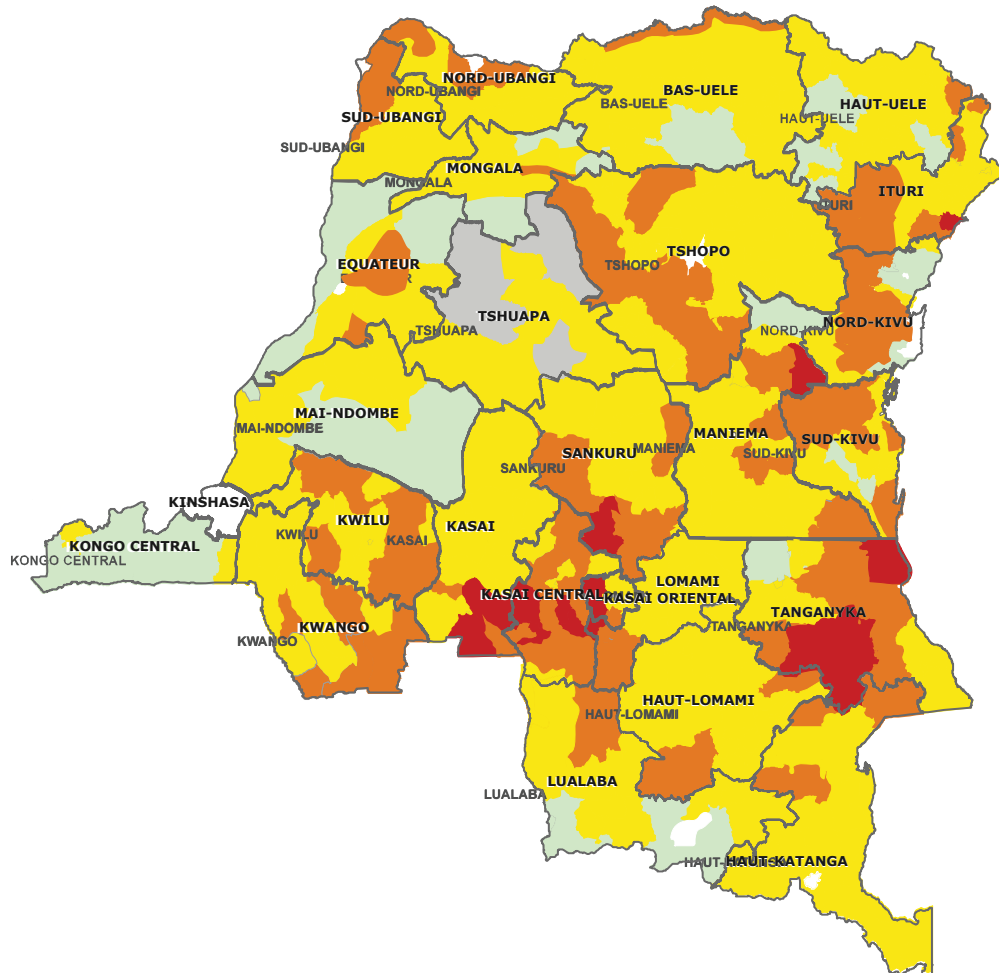 NORD-UBANGI
NORD-UBANGI
BAS-UELE
BAS-UELE
HAUT-UELE
HAUT-UELE
SUD-UBANGI
SUD-UBANGI
MONGALA
MONGALA
ITURI
ITURI
EQUATEUR
TSHOPO
TSHOPO
TSHUAPA
TSHUAPA
NORD-KIVU
NORD-KIVU
MAI-NDOMBE
MAI-NDOMBE
MANIEMA
MANIEMA
SUD-KIVU
SUD-KIVU
SANKURU
SANKURU
KINSHASA
KWILU
KWILU
KASAI
KASAI
KONGO CENTRAL
KONGO CENTRAL
LOMAMI
KASAI CENTRAL
KASAI ORIENTAL
TANGANYKA
TANGANYKA
KWANGO
KWANGO
HAUT-LOMAMI
HAUT-LOMAMI
LUALABA
LUALABA
HAUT-KATANGA